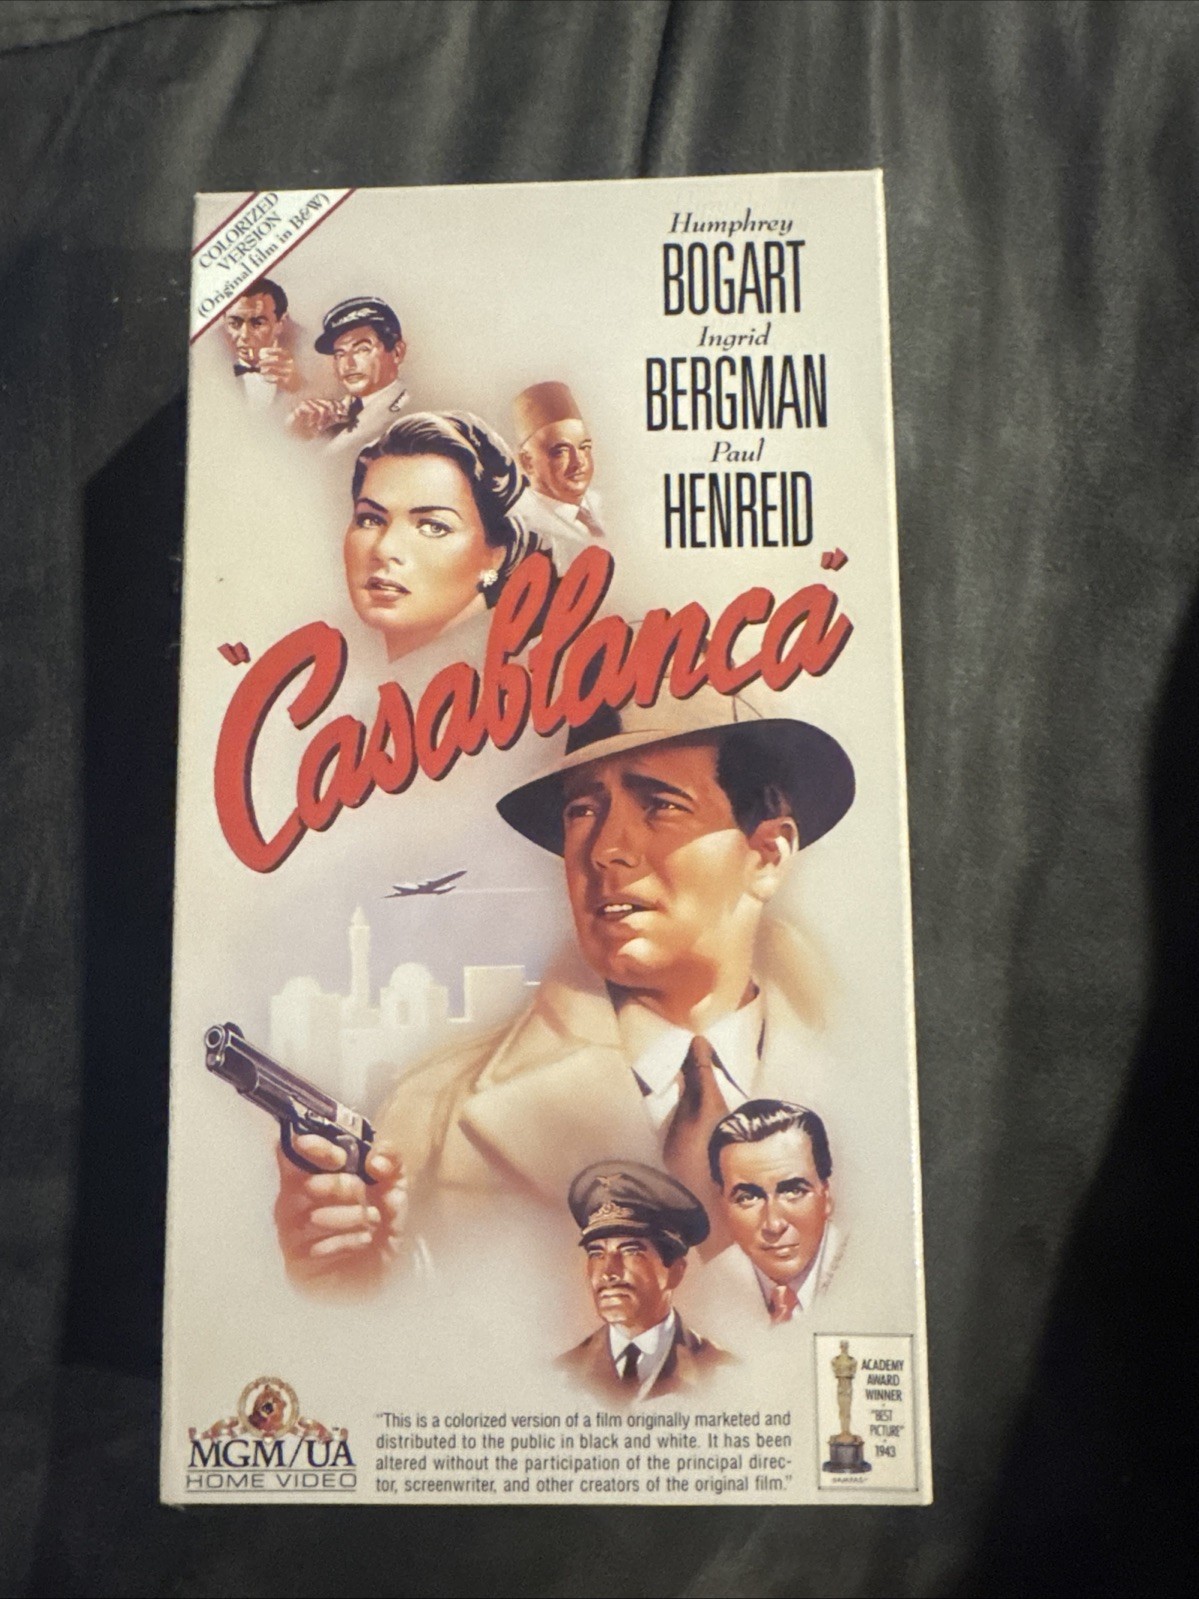 COLORIZED
VERSION
(Original film in B&W)
Humphrey
BOGART
Ingrid
BERGMAN
Paul
HENREID
"Casablanca"
MGM/UA
HOME VIDEO
"This is a colorized version of a film originally marketed and
distributed to the public in black and white. It has been
altered without the participation of the principal direc-
tor, screenwriter, and other creators of the original film."
ACADEMY
AWARD
WINNER
"BEST
PICTURE"
1943